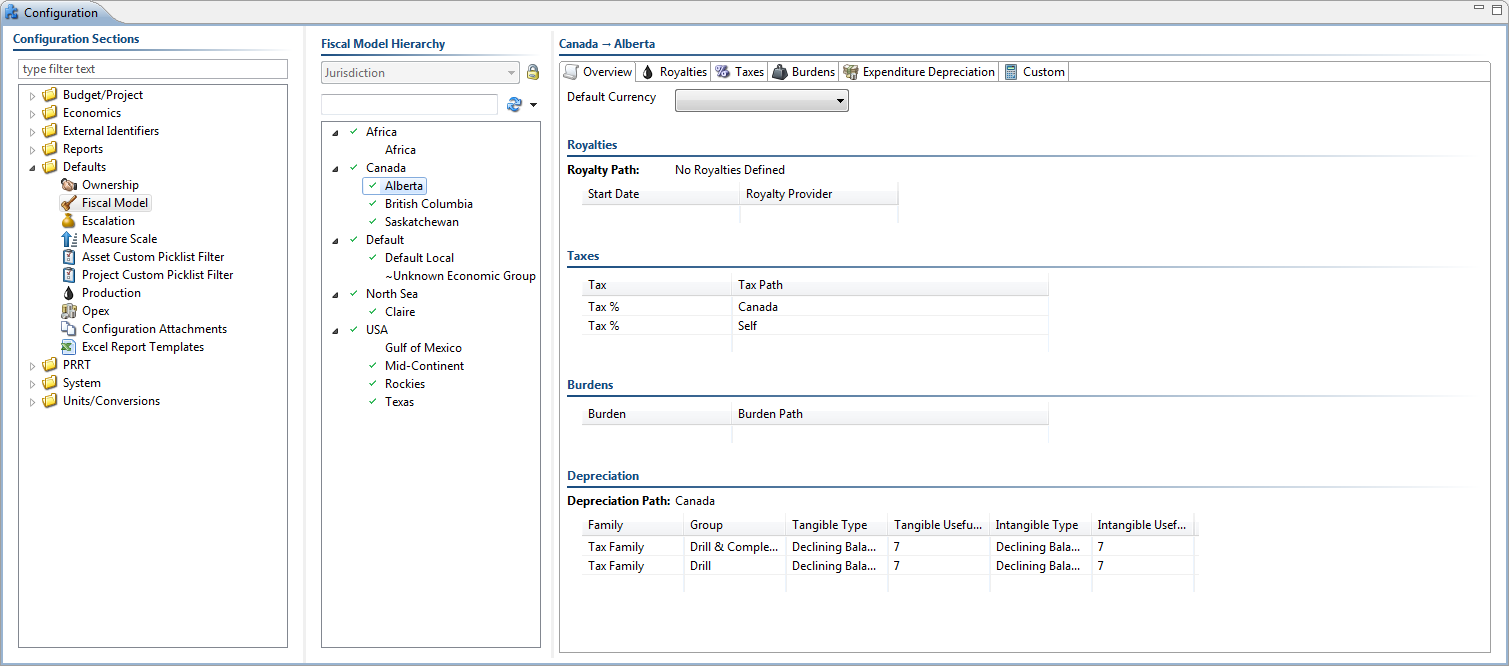 Configuration
Configuration Sections
type filter text
Budget/Project
Economics
External Identifiers
Reports
Defaults
Ownership
Fiscal Model
Escalation
Measure Scale
Asset Custom Picklist Filter
Project Custom Picklist Filter
Production
Opex
Configuration Attachments
Excel Report Templates
PRRT
System
Units/Conversions
Fiscal Model Hierarchy
Jurisdiction
Africa
Africa
Canada
Alberta
British Columbia
Saskatchewan
Default
Default Local
~Unknown Economic Group
North Sea
Claire
USA
Gulf of Mexico
Mid-Continent
Rockies
Texas
Canada → Alberta
Overview Royalties Taxes Burdens Expenditure Depreciation Custom
Default Currency
Royalties
Royalty Path: No Royalties Defined
Start Date Royalty Provider
Taxes
Tax Tax Path
Tax % Canada
Tax % Self
Burdens
Burden Burden Path
Depreciation
Depreciation Path: Canada
Family Group Tangible Type Tangible Usefu... Intangible Type Intangible Usef...
Tax Family Drill & Comple... Declining Bala... 7 Declining Bala... 7
Tax Family Drill Declining Bala... 7 Declining Bala... 7